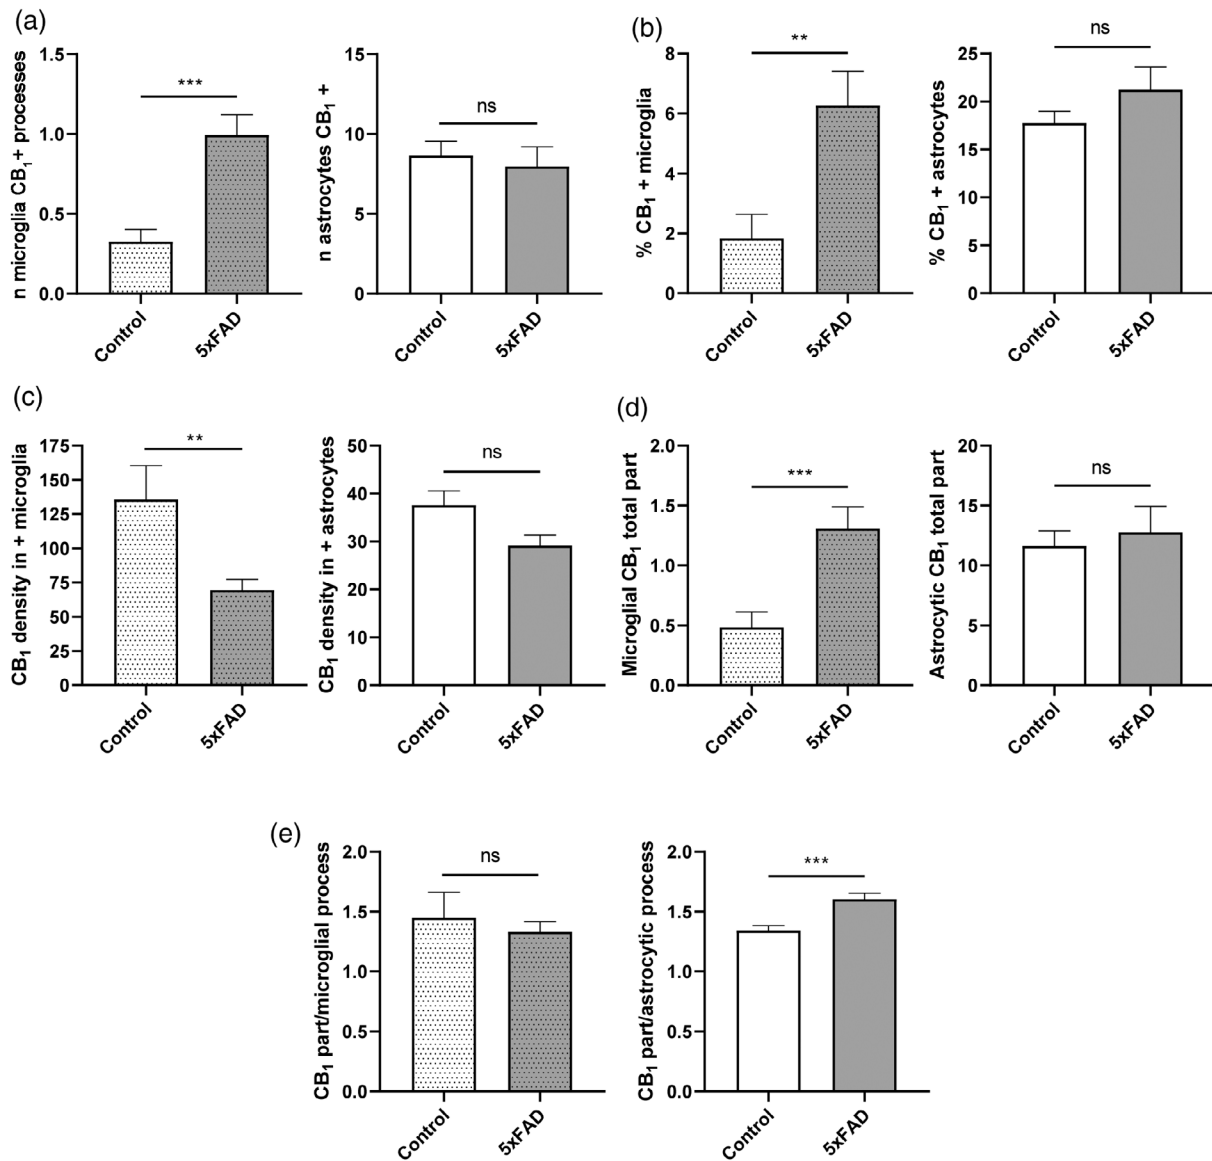 (a)
n microglia CB1+ processes
1.5
1.0
0.5
0.0
***
Control
5xFAD
n astrocytes CB1 +
15
10
5
0
ns
Control
5xFAD
(b)
% CB1 + microglia
8
6
4
2
0
**
Control
5xFAD
% CB1 + astrocytes
25
20
15
10
5
0
ns
Control
5xFAD
(c)
CB1 density in + microglia
175
150
125
100
75
50
25
0
**
Control
5xFAD
CB1 density in + astrocytes
50
40
30
20
10
0
ns
Control
5xFAD
(d)
Microglial CB1 total part
2.0
1.5
1.0
0.5
0.0
***
Control
5xFAD
Astrocytic CB1 total part
20
15
10
5
0
ns
Control
5xFAD
(e)
CB1 part/microglial process
2.0
1.5
1.0
0.5
0.0
ns
Control
5xFAD
CB1 part/astrocytic process
2.0
1.5
1.0
0.5
0.0
***
Control
5xFAD